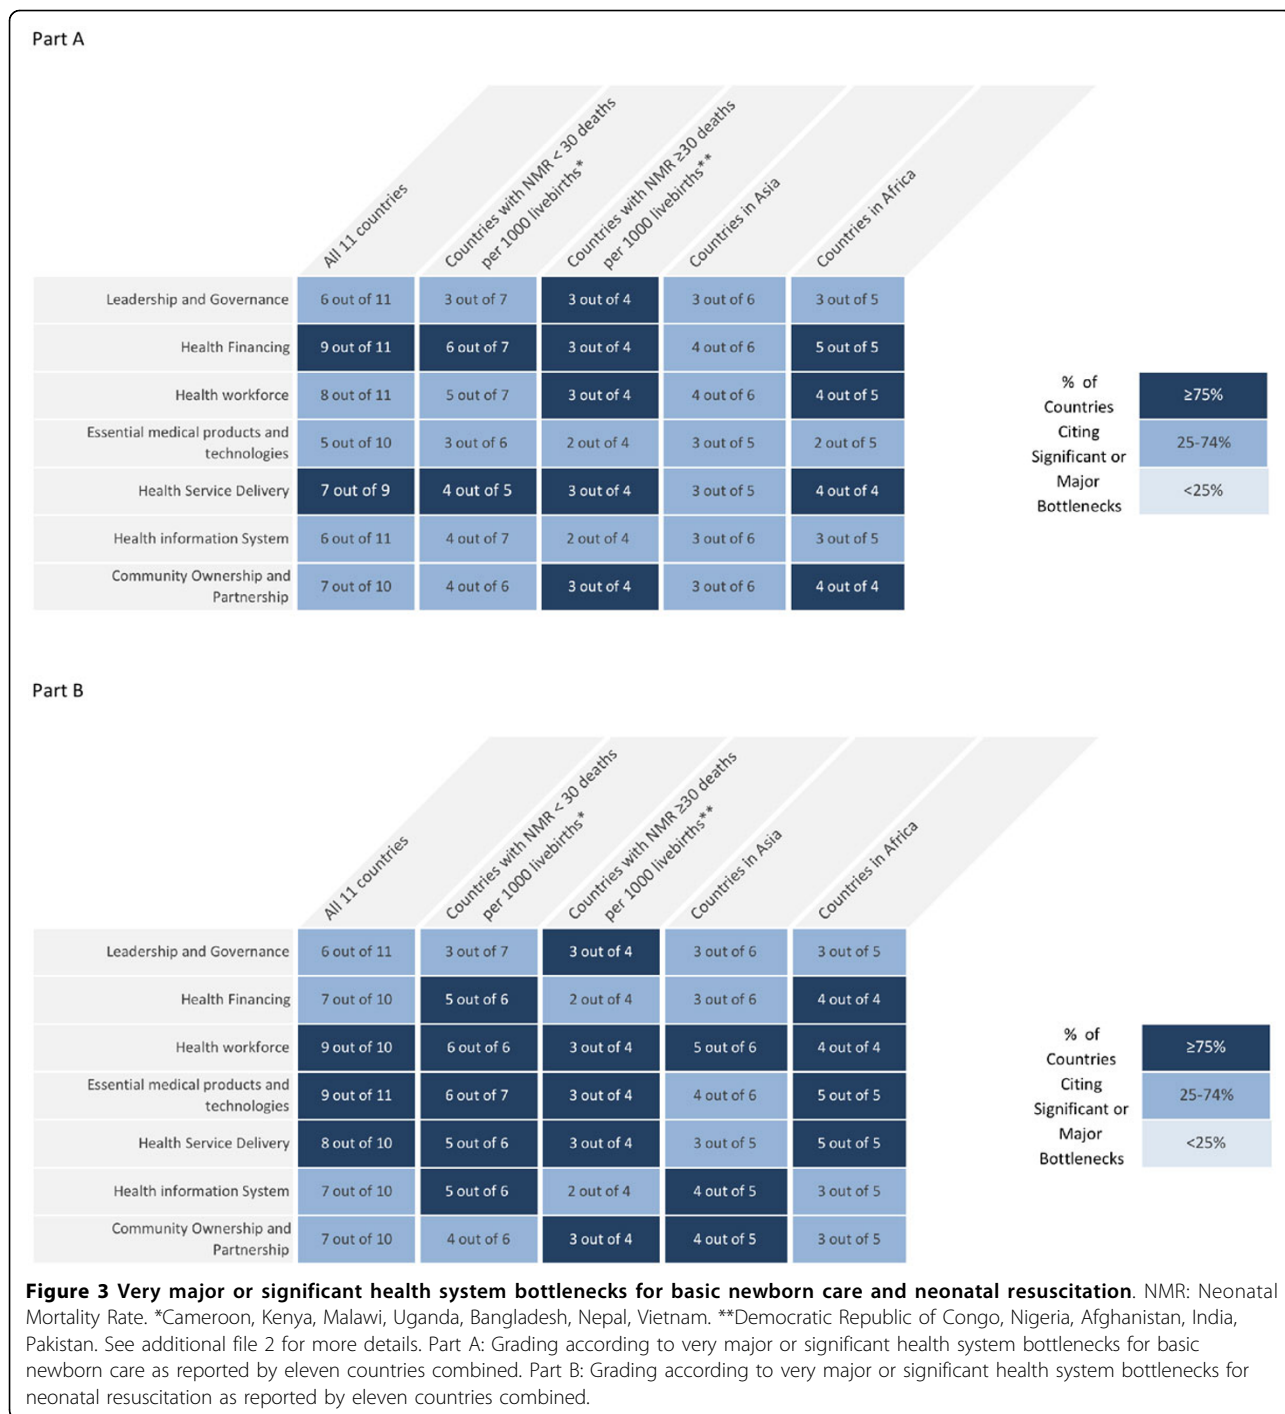 Part A
All 11 countries
Countries with NMR < 30 deaths
per 1000 livebirths*
Countries with NMR ≥30 deaths
per 1000 livebirths**
Countries in Asia
Countries in Africa
Leadership and Governance 6 out of 11 3 out of 7 3 out of 4 3 out of 6 3 out of 5
Health Financing 9 out of 11 6 out of 7 3 out of 4 4 out of 6 5 out of 5
Health workforce 8 out of 11 5 out of 7 3 out of 4 4 out of 6 4 out of 5
Essential medical products and
technologies 5 out of 10 3 out of 6 2 out of 4 3 out of 5 2 out of 5
Health Service Delivery 7 out of 9 4 out of 5 3 out of 4 3 out of 5 4 out of 4
Health information System 6 out of 11 4 out of 7 2 out of 4 3 out of 6 3 out of 5
Community Ownership and
Partnership 7 out of 10 4 out of 6 3 out of 4 3 out of 6 4 out of 4
% of
Countries
Citing
Significant or
Major
Bottlenecks
≥75%
25-74%
<25%
Part B
All 11 countries
Countries with NMR < 30 deaths
per 1000 livebirths*
Countries with NMR ≥30 deaths
per 1000 livebirths**
Countries in Asia
Countries in Africa
Leadership and Governance 6 out of 11 3 out of 7 3 out of 4 3 out of 6 3 out of 5
Health Financing 7 out of 10 5 out of 6 2 out of 4 3 out of 6 4 out of 4
Health workforce 9 out of 10 6 out of 6 3 out of 4 5 out of 6 4 out of 4
Essential medical products and
technologies 9 out of 11 6 out of 7 3 out of 4 4 out of 6 5 out of 5
Health Service Delivery 8 out of 10 5 out of 6 3 out of 4 3 out of 5 5 out of 5
Health information System 7 out of 10 5 out of 6 2 out of 4 4 out of 5 3 out of 5
Community Ownership and
Partnership 7 out of 10 4 out of 6 3 out of 4 4 out of 5 3 out of 5
% of
Countries
Citing
Significant or
Major
Bottlenecks
≥75%
25-74%
<25%
Figure 3 Very major or significant health system bottlenecks for basic newborn care and neonatal resuscitation. NMR: Neonatal
Mortality Rate. *Cameroon, Kenya, Malawi, Uganda, Bangladesh, Nepal, Vietnam. **Democratic Republic of Congo, Nigeria, Afghanistan, India,
Pakistan. See additional file 2 for more details. Part A: Grading according to very major or significant health system bottlenecks for basic
newborn care as reported by eleven countries combined. Part B: Grading according to very major or significant health system bottlenecks for
neonatal resuscitation as reported by eleven countries combined.